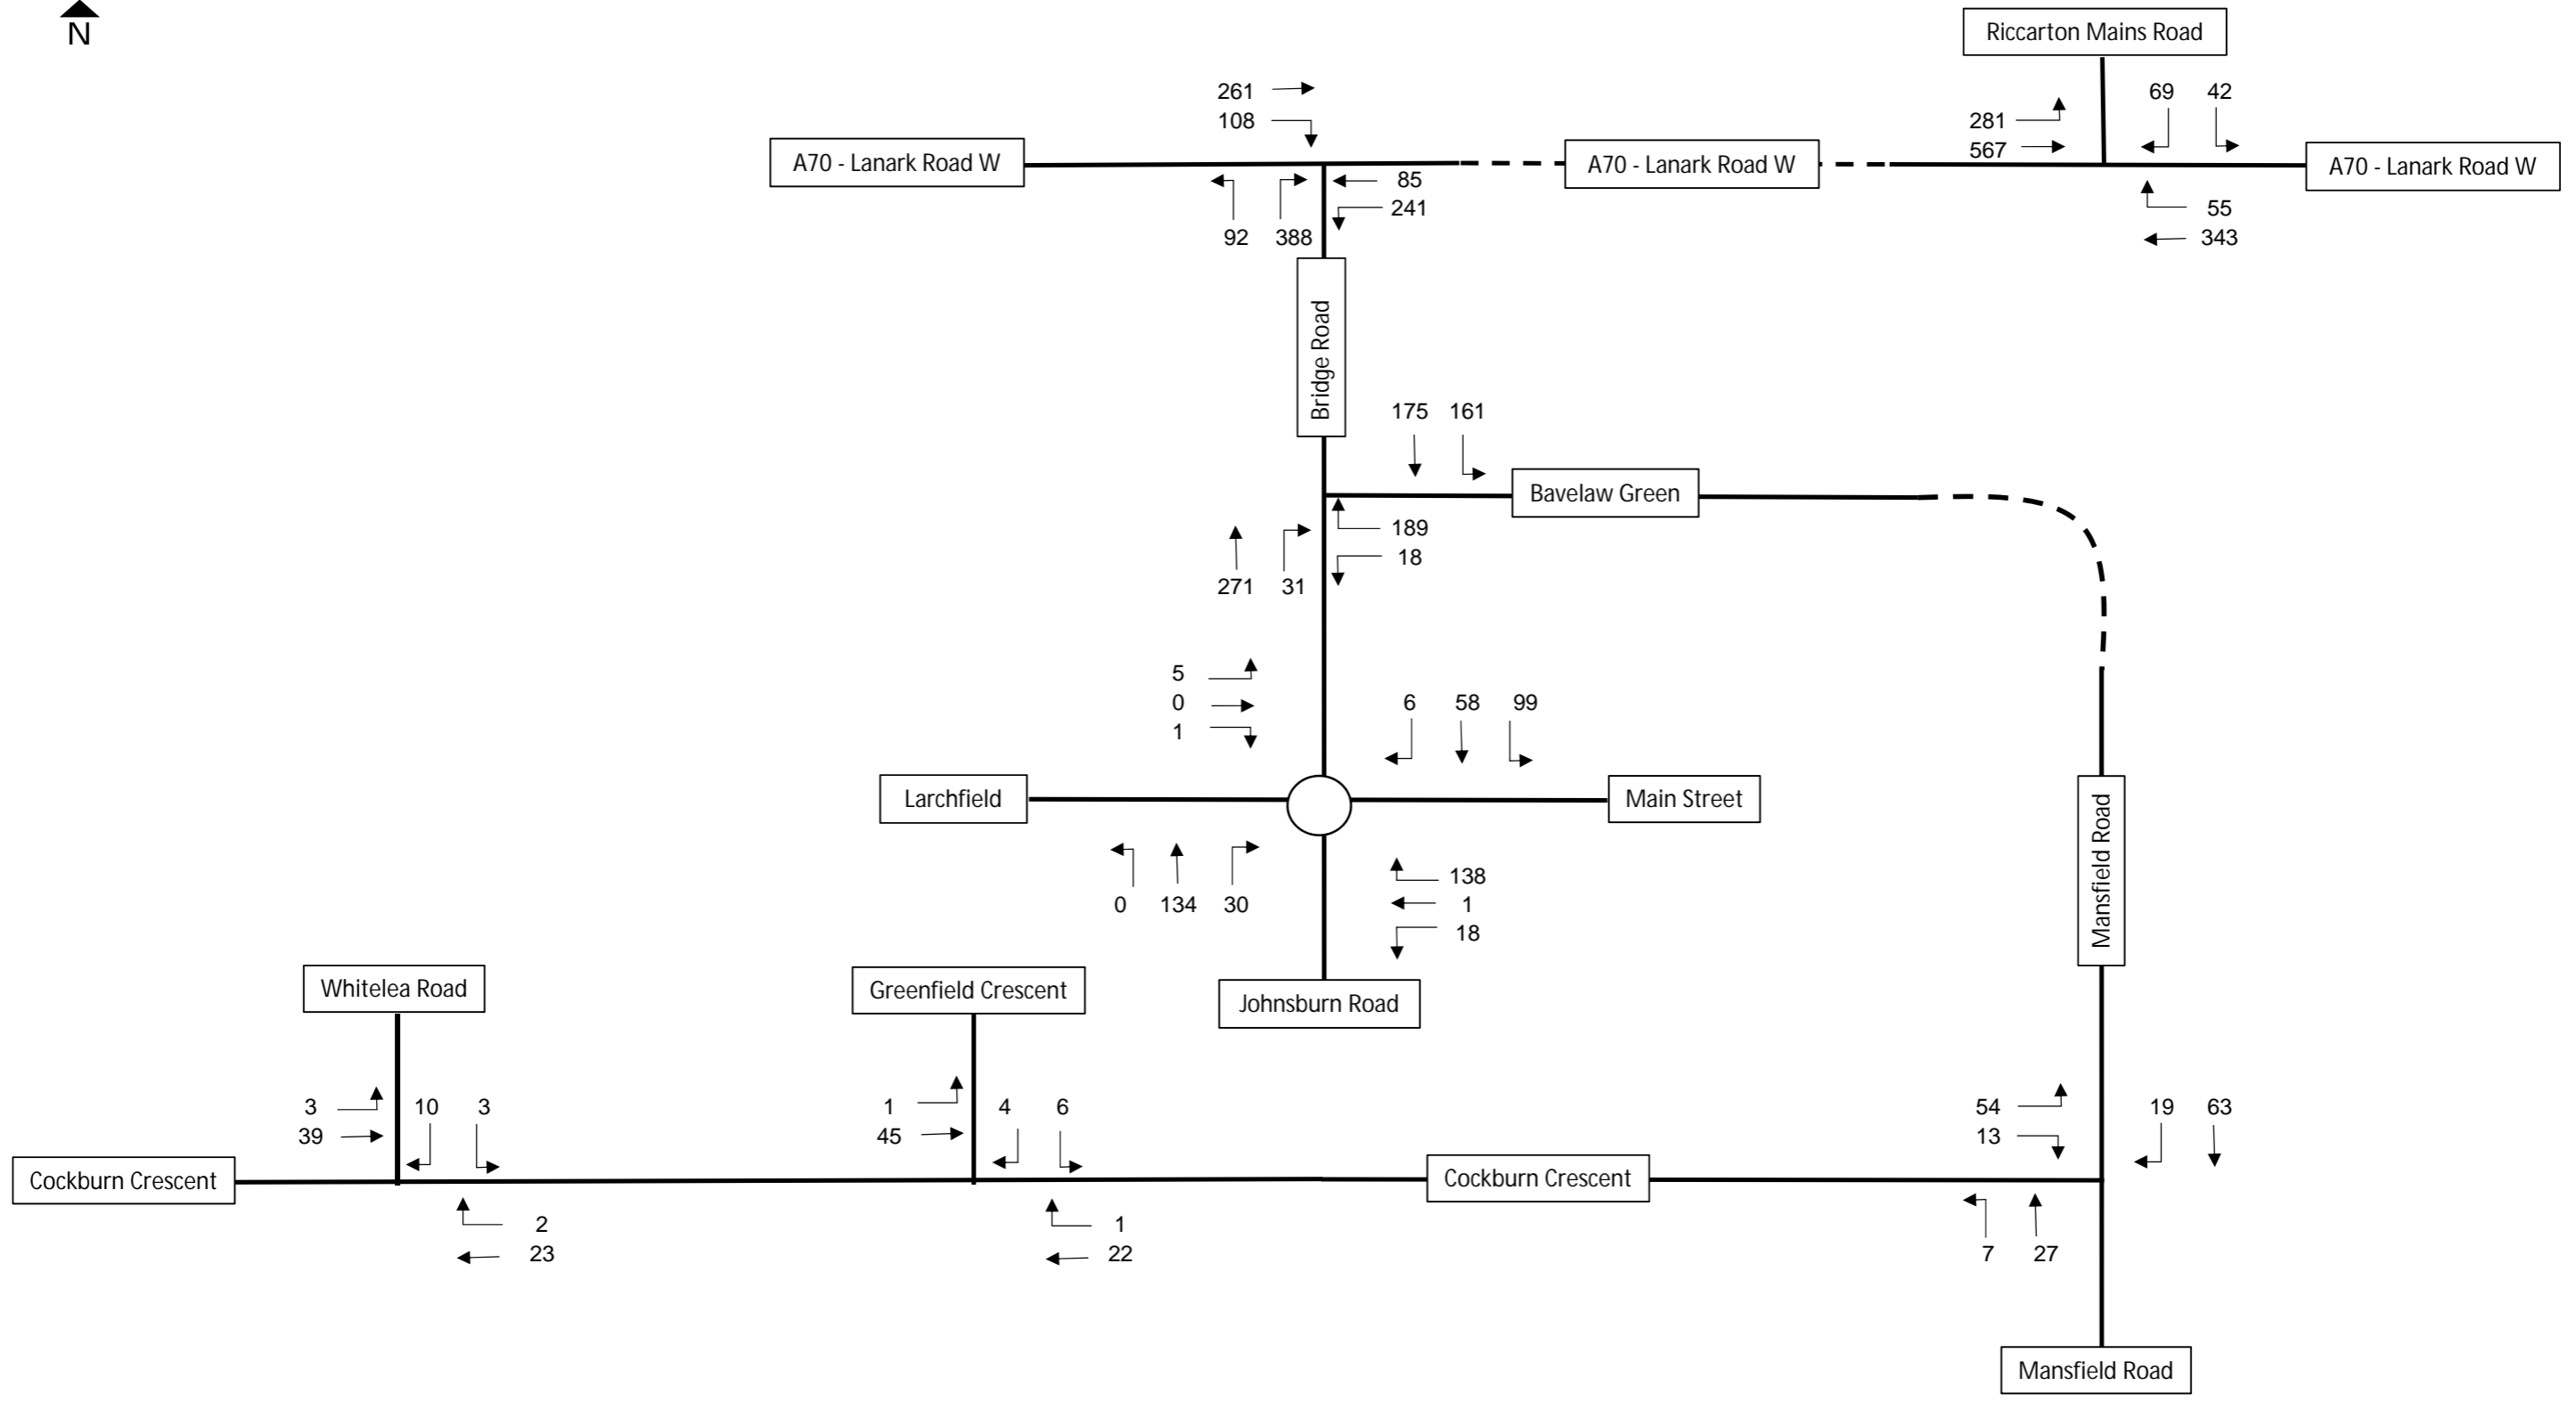 N
Riccarton Mains Road
261
108
281
567
69 42
A70 - Lanark Road W
A70 - Lanark Road W
A70 - Lanark Road W
85
241
92 388
55
343
Bridge Road
175 161
Bavelaw Green
189
18
271 31
5
0
1
6 58 99
Larchfield
Main Street
Mansfield Road
138
1
18
0 134 30
Whitelea Road
Greenfield Crescent
Johnsburn Road
3
39
10 3
1
45
4 6
54
13
19 63
Cockburn Crescent
Cockburn Crescent
2
23
1
22
7 27
Mansfield Road